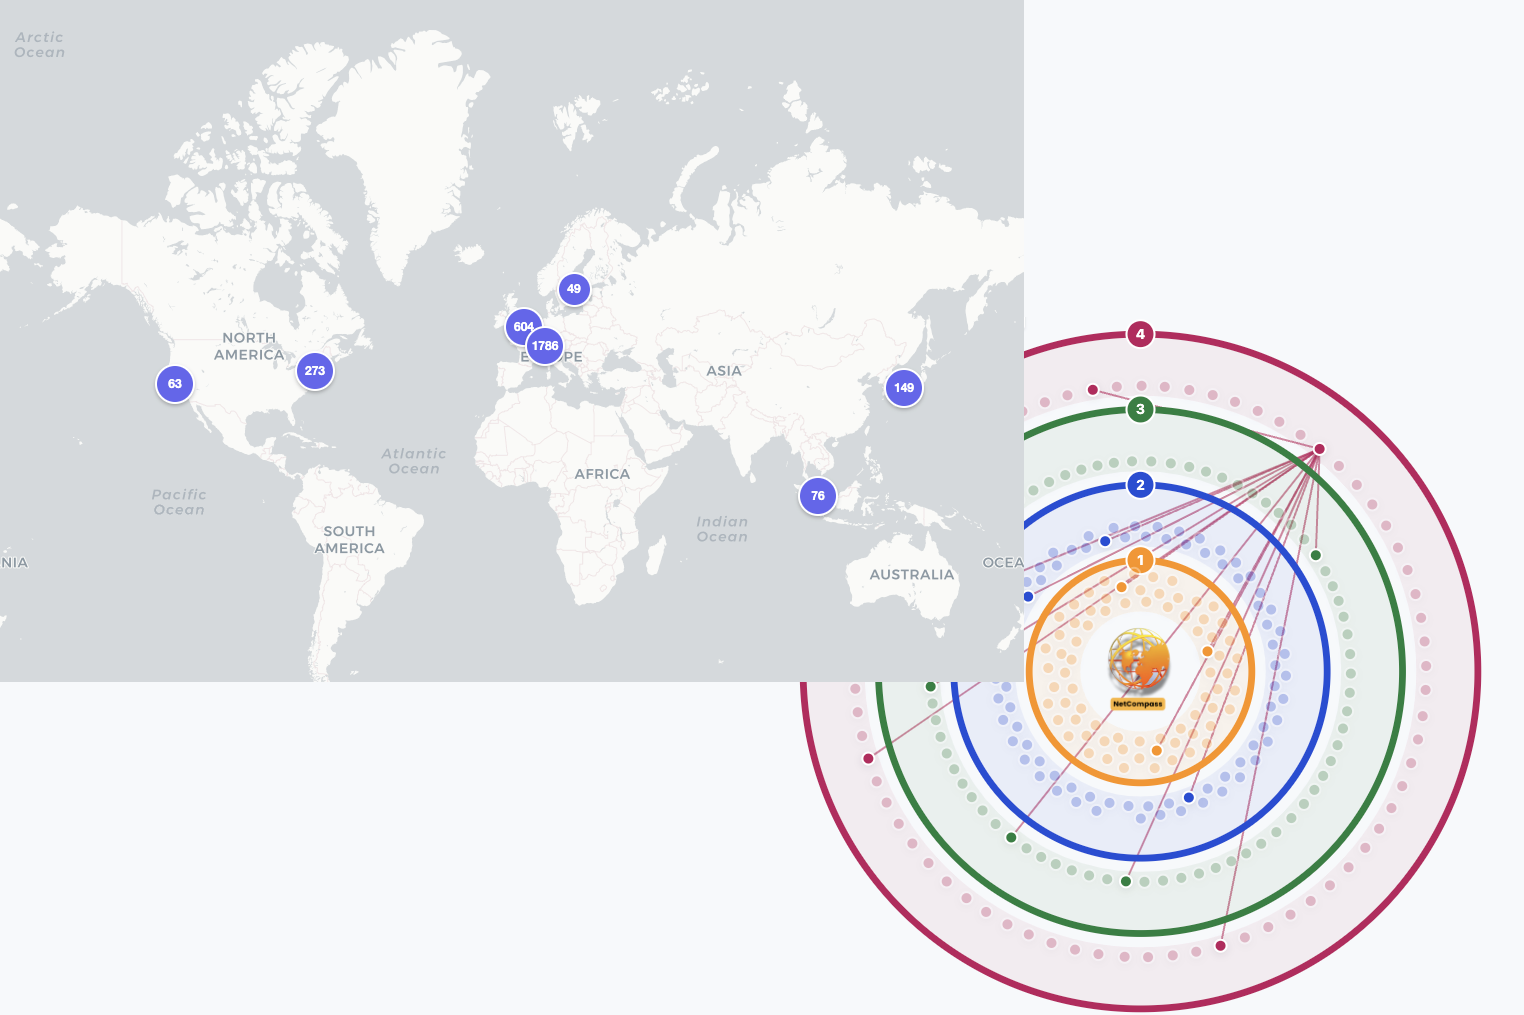 Arctic
Ocean
49
604
1786
NORTH
AMERICA
EUROPE
63
273
ASIA
149
Atlantic
Ocean
AFRICA
Pacific
Ocean
76
Indian
Ocean
SOUTH
AMERICA
NIA
AUSTRALIA
OCEA
4
3
2
1
NetCompass